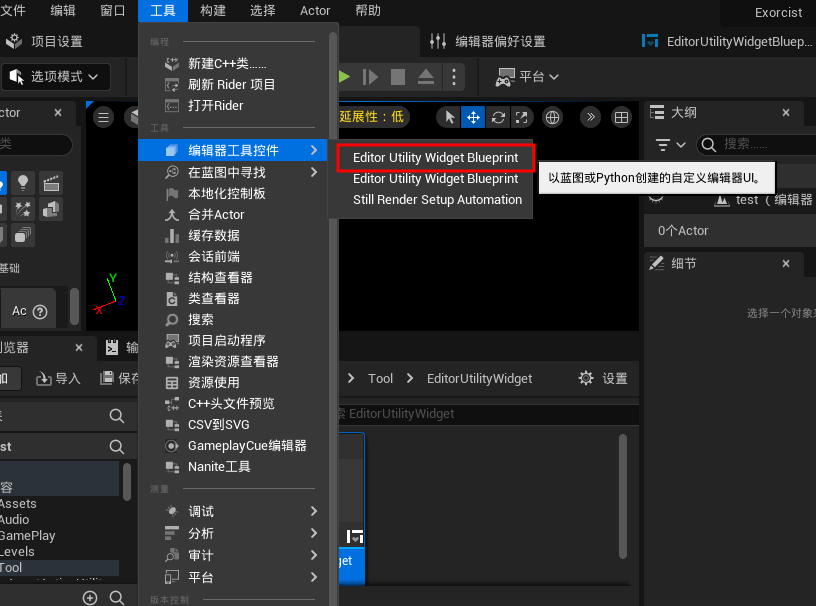 文件 编辑 窗口 工具 构建 选择 Actor 帮助 Exorcist
项目设置 编辑器偏好设置 EditorUtilityWidgetBluep...
选项模式 平台
编程
新建C++类……
刷新 Rider 项目
打开Rider
工具
编辑器工具控件
在蓝图中寻找
本地化控制板
合并Actor
缓存数据
会话前端
结构查看器
类查看器
搜索
项目启动程序
渲染资源查看器
资源使用
C++头文件预览
CSV到SVG
GameplayCue编辑器
Nanite工具
测量
调试
分析
审计
平台
版本控制
Editor Utility Widget Blueprint
Editor Utility Widget Blueprint
Still Render Setup Automation
以蓝图或Python创建的自定义编辑器UI。
ctor
类
基础
Ac
延展性：低
Y
X
Z
大纲
搜索……
test（编辑器
0个Actor
细节
选择一个对象
浏览器
输
加 导入 保存
Tool EditorUtilityWidget 设置
索 EditorUtilityWidget
st
容
Assets
Audio
GamePlay
Levels
Tool
get